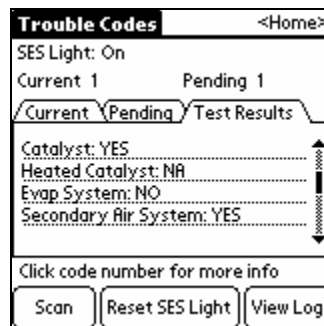 Trouble Codes <Home>
SES Light: On
Current 1 Pending 1
Current Pending Test Results
Catalyst: YES
Heated Catalyst: NA
Evap System: NO
Secondary Air System: YES
Click code number for more info
Scan Reset SES Light View Log